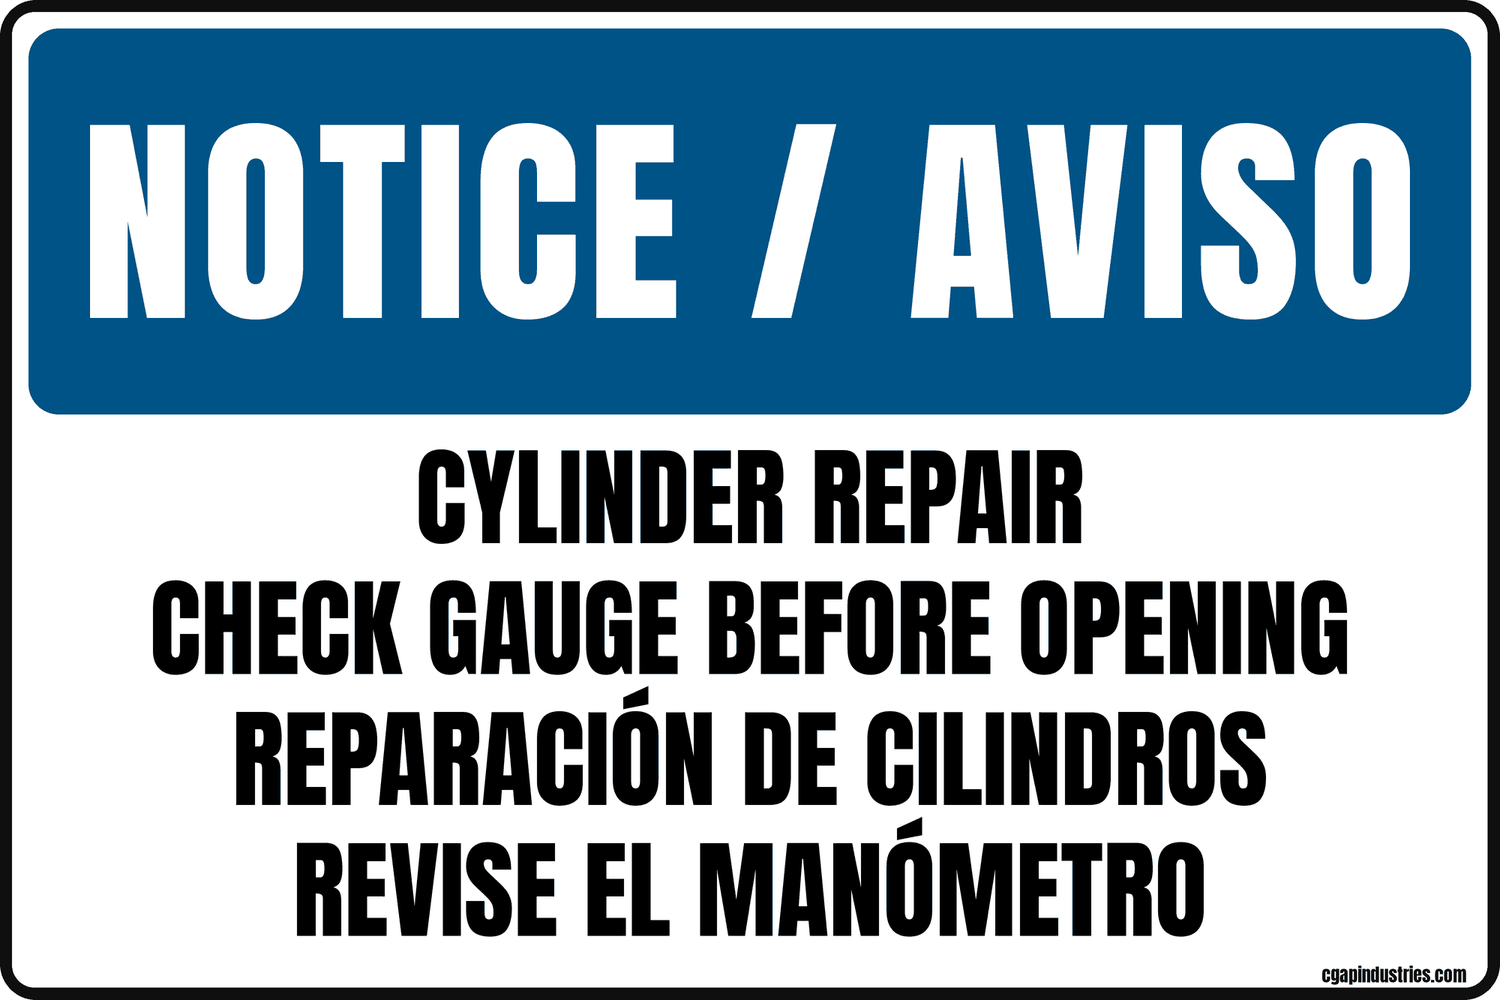 NOTICE / AVISO
CYLINDER REPAIR
CHECK GAUGE BEFORE OPENING
REPARACIÓN DE CILINDROS
REVISE EL MANÓMETRO
cgapindustries.com